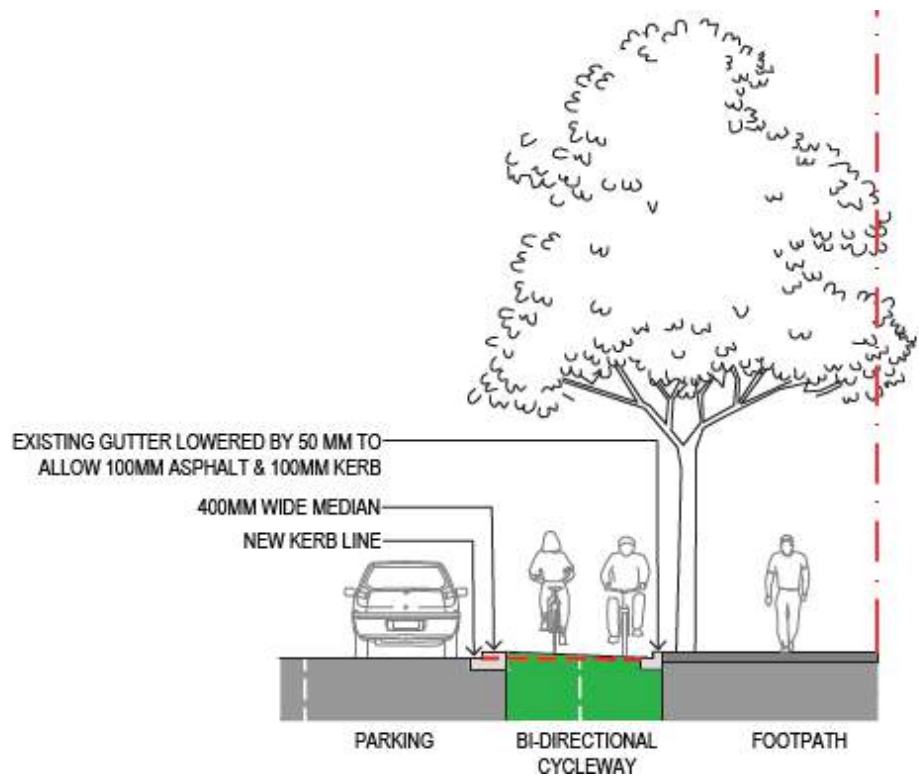 EXISTING GUTTER LOWERED BY 50 MM TO
ALLOW 100MM ASPHALT & 100MM KERB
400MM WIDE MEDIAN
NEW KERB LINE
PARKING
BI-DIRECTIONAL
CYCLEWAY
FOOTPATH